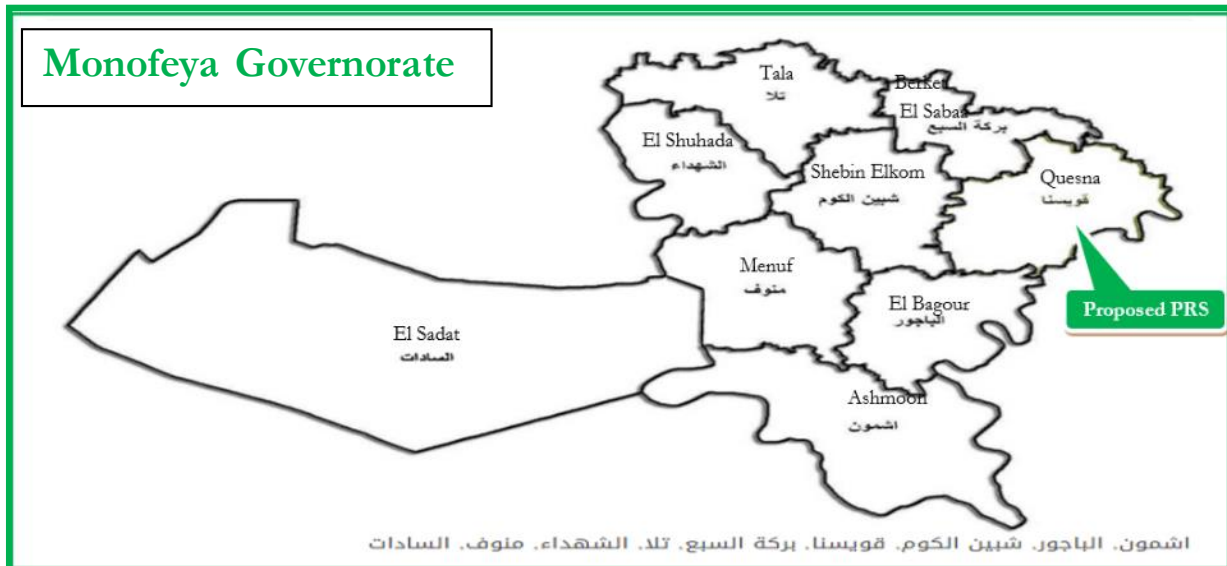 Monofeya Governorate
Tala
تلا
Berket
El Sabaa
بركة السبع
El Shuhada
الشهداء
Shebin Elkom
شبين الكوم
Quesna
قويسنا
Menuf
منوف
El Bagour
الباجور
Proposed PRS
El Sadat
السادات
Ashmoon
اشمون
اشمون, الباجور, شبين الكوم, قويسنا, بركة السبع, تلا, الشهداء, منوف, السادات